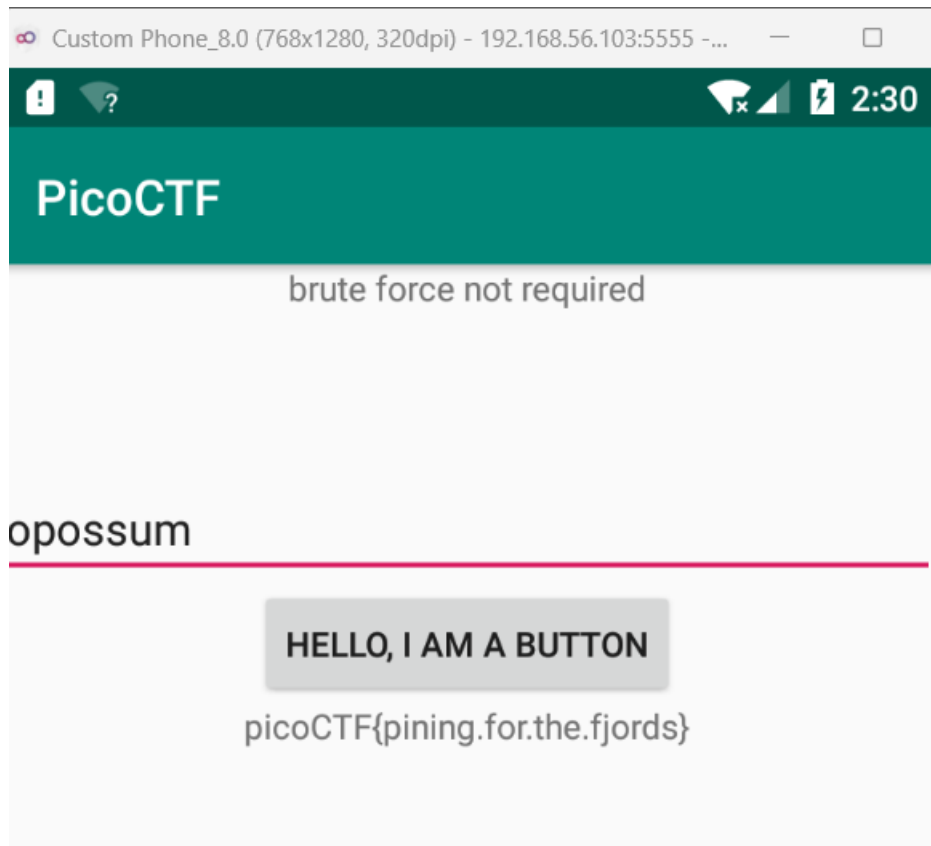 Custom Phone_8.0 (768x1280, 320dpi) - 192.168.56.103:5555 -...
2:30
PicoCTF
brute force not required
opossum
HELLO, I AM A BUTTON
picoCTF{pining.for.the.fjords}